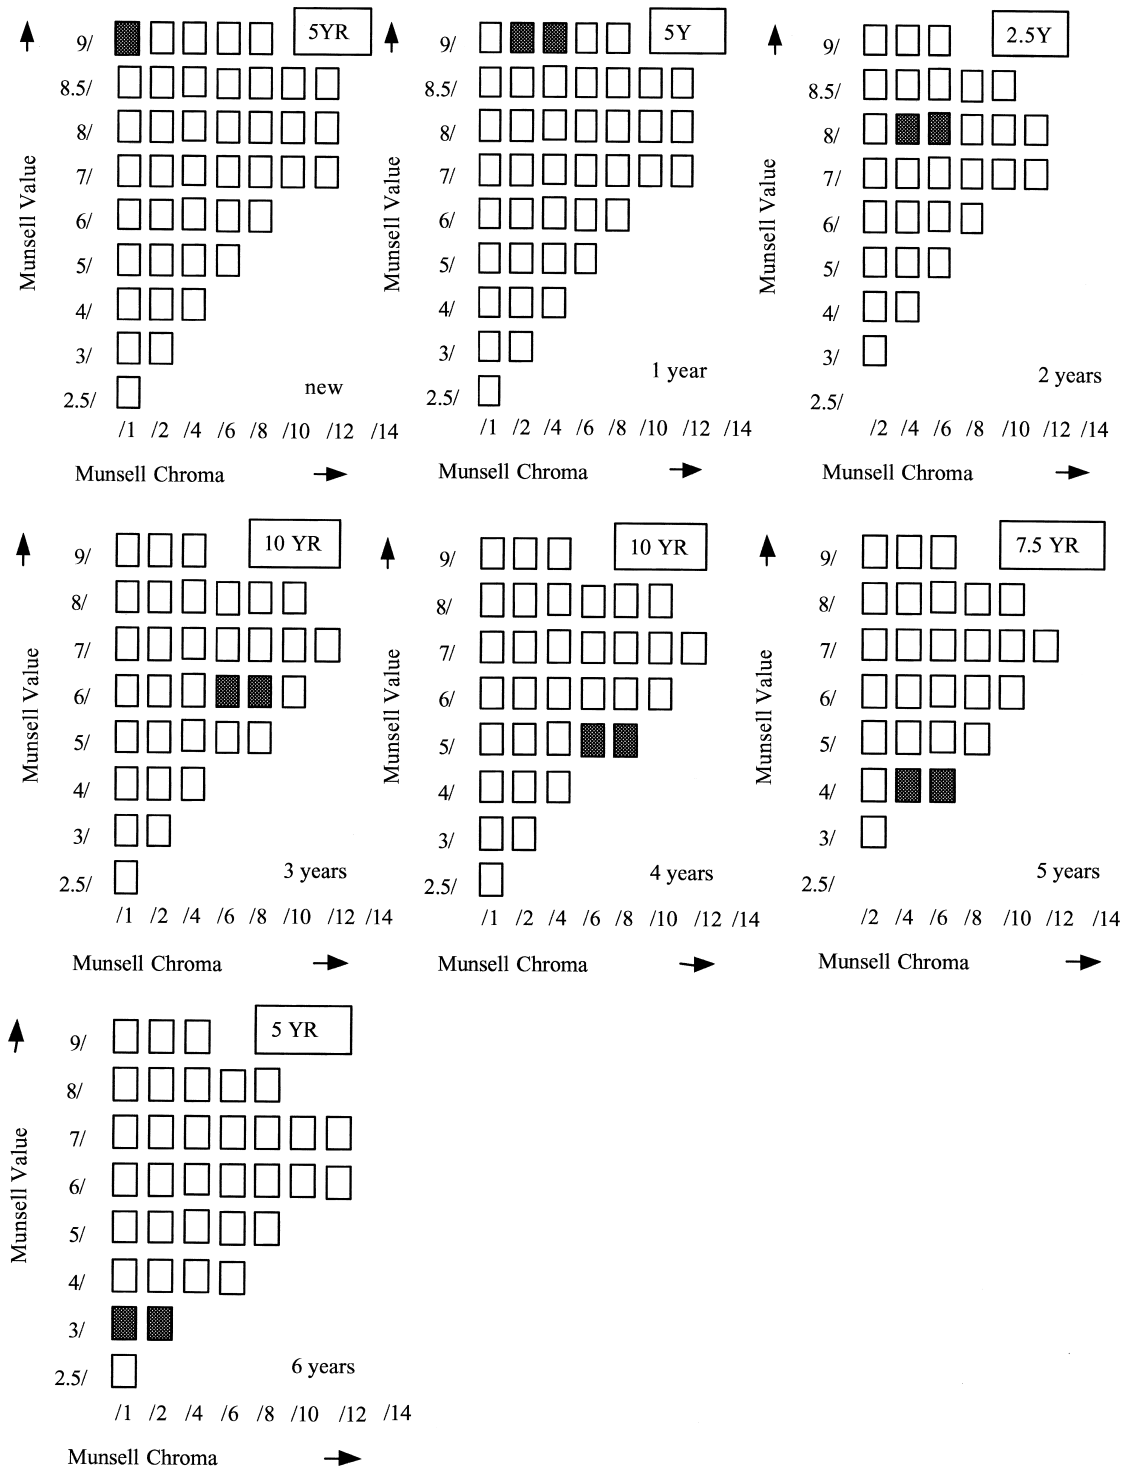 5YR
9/
8.5/
8/
7/
6/
5/
4/
3/
2.5/
Munsell Value
new
/1 /2 /4 /6 /8 /10 /12 /14
Munsell Chroma
5Y
9/
8.5/
8/
7/
6/
5/
4/
3/
2.5/
Munsell Value
1 year
/1 /2 /4 /6 /8 /10 /12 /14
Munsell Chroma
2.5Y
9/
8.5/
8/
7/
6/
5/
4/
3/
2.5/
Munsell Value
2 years
/2 /4 /6 /8 /10 /12 /14
Munsell Chroma
10 YR
9/
8/
7/
6/
5/
4/
3/
2.5/
Munsell Value
3 years
/1 /2 /4 /6 /8 /10 /12 /14
Munsell Chroma
10 YR
9/
8/
7/
6/
5/
4/
3/
2.5/
Munsell Value
4 years
/1 /2 /4 /6 /8 /10 /12 /14
Munsell Chroma
7.5 YR
9/
8/
7/
6/
5/
4/
3/
2.5/
Munsell Value
5 years
/2 /4 /6 /8 /10 /12 /14
Munsell Chroma
5 YR
9/
8/
7/
6/
5/
4/
3/
2.5/
Munsell Value
6 years
/1 /2 /4 /6 /8 /10 /12 /14
Munsell Chroma